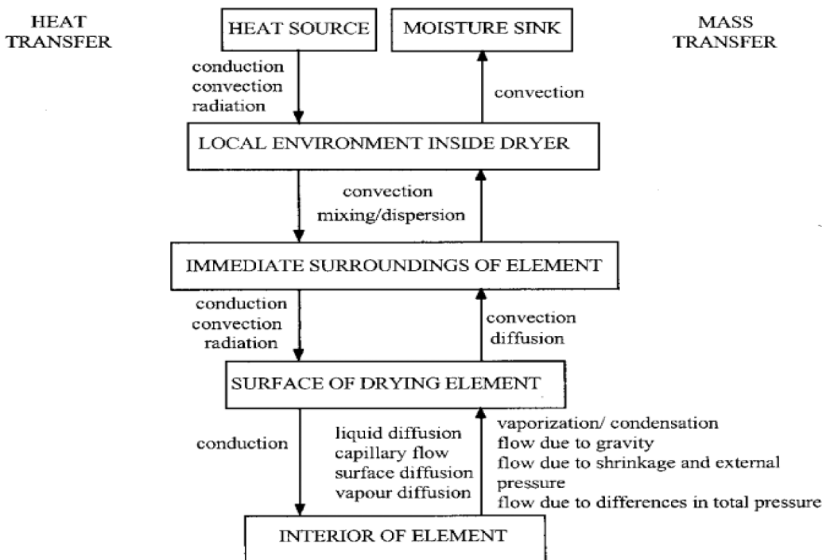 HEAT
TRANSFER
HEAT SOURCE
MOISTURE SINK
MASS
TRANSFER
conduction
convection
radiation
convection
LOCAL ENVIRONMENT INSIDE DRYER
convection
mixing/dispersion
IMMEDIATE SURROUNDINGS OF ELEMENT
conduction
convection
radiation
convection
diffusion
SURFACE OF DRYING ELEMENT
conduction
liquid diffusion
capillary flow
surface diffusion
vapour diffusion
vaporization/ condensation
flow due to gravity
flow due to shrinkage and external
pressure
flow due to differences in total pressure
INTERIOR OF ELEMENT